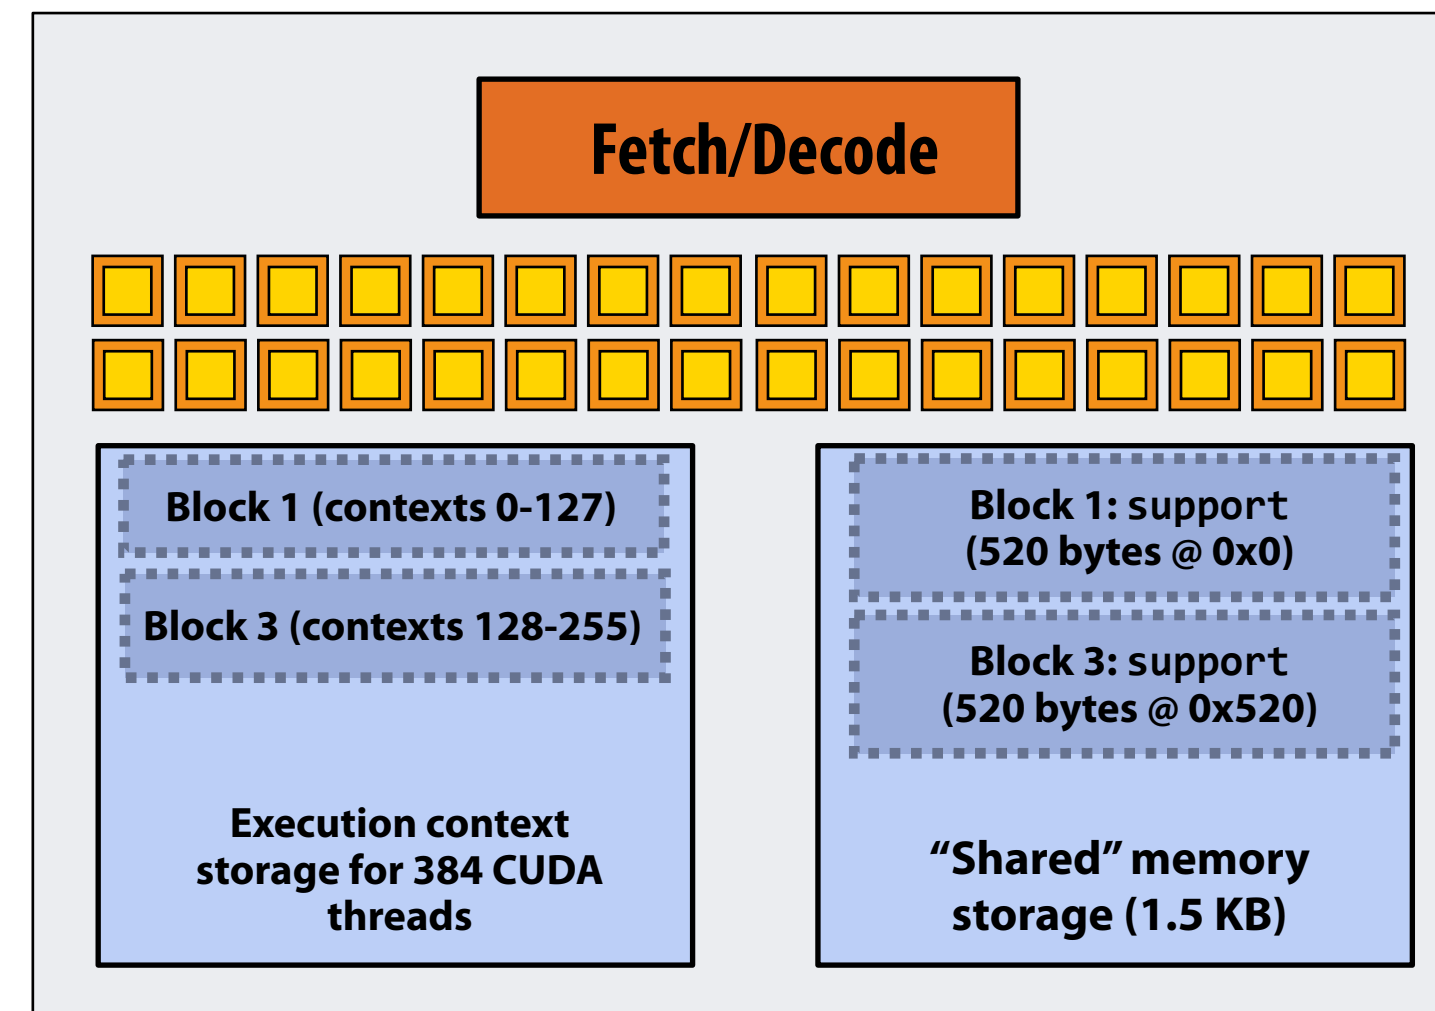 Fetch/Decode
Block 1 (contexts 0-127)
Block 3 (contexts 128-255)
Execution context
storage for 384 CUDA
threads
Block 1: support
(520 bytes @ 0x0)
Block 3: support
(520 bytes @ 0x520)
“Shared” memory
storage (1.5 KB)